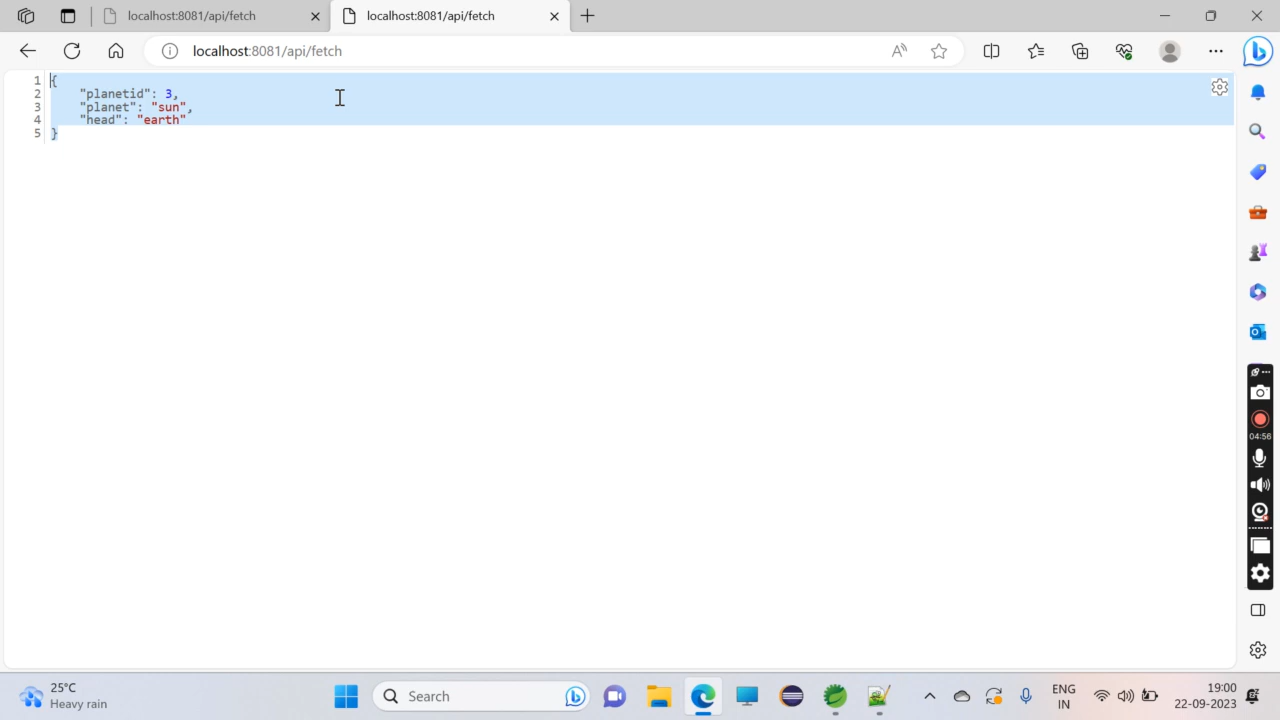 localhost:8081/api/fetch
localhost:8081/api/fetch
localhost:8081/api/fetch
1 {
2 "planetid": 3,
3 "planet": "sun",
4 "head": "earth"
5 }
04:56
25°C
Heavy rain
Search
ENG
IN
19:00
22-09-2023